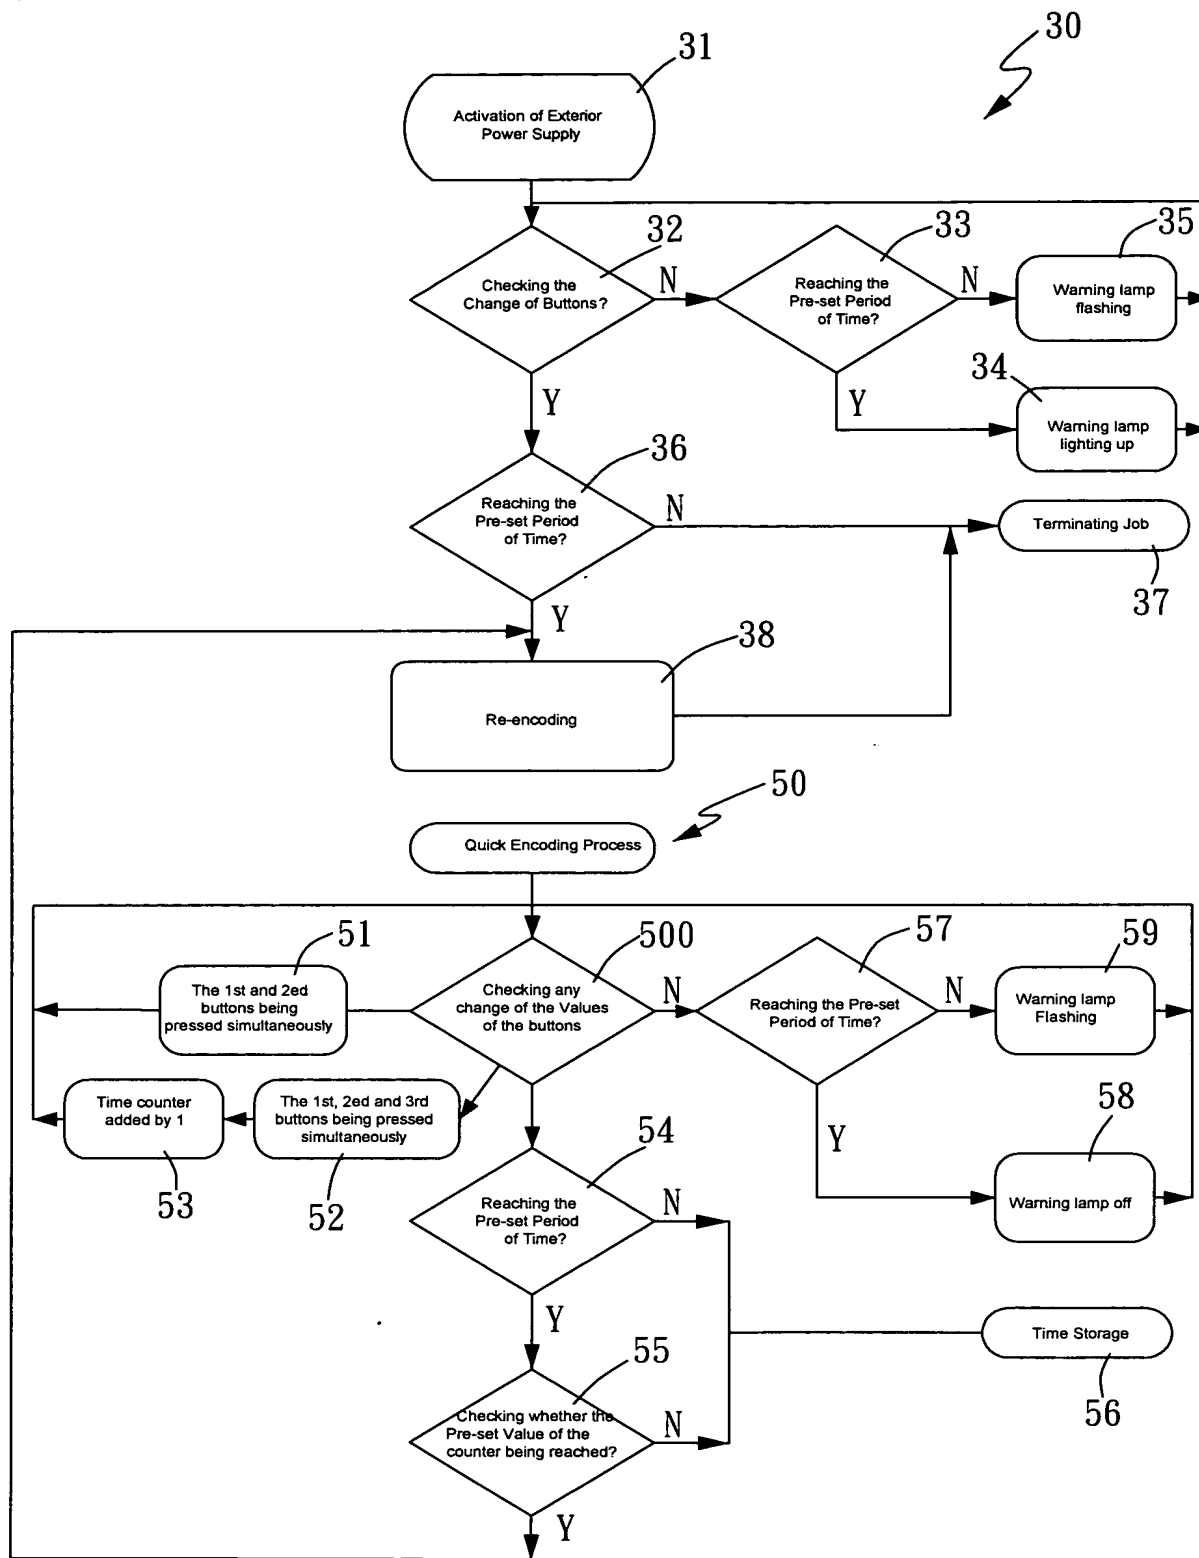 30
31
Activation of Exterior
Power Supply
32
33
35
Checking the
Change of Buttons?
N
Reaching the
Pre-set Period
of Time?
N
Warning lamp
flashing
Y
Y
34
Warning lamp
lighting up
36
Reaching the
Pre-set Period
of Time?
N
Terminating Job
37
Y
38
Re-encoding
50
Quick Encoding Process
51
500
57
59
The 1st and 2ed
buttons being
pressed simultaneously
Checking any
change of the Values
of the buttons
N
Reaching the Pre-set
Period of Time?
N
Warning lamp
Flashing
Time counter
added by 1
The 1st, 2ed and 3rd
buttons being pressed
simultaneously
53
52
54
Y
58
Warning lamp off
Reaching the
Pre-set Period
of Time?
N
Y
Time Storage
56
55
Checking whether the
Pre-set Value of the
counter being reached?
N
Y